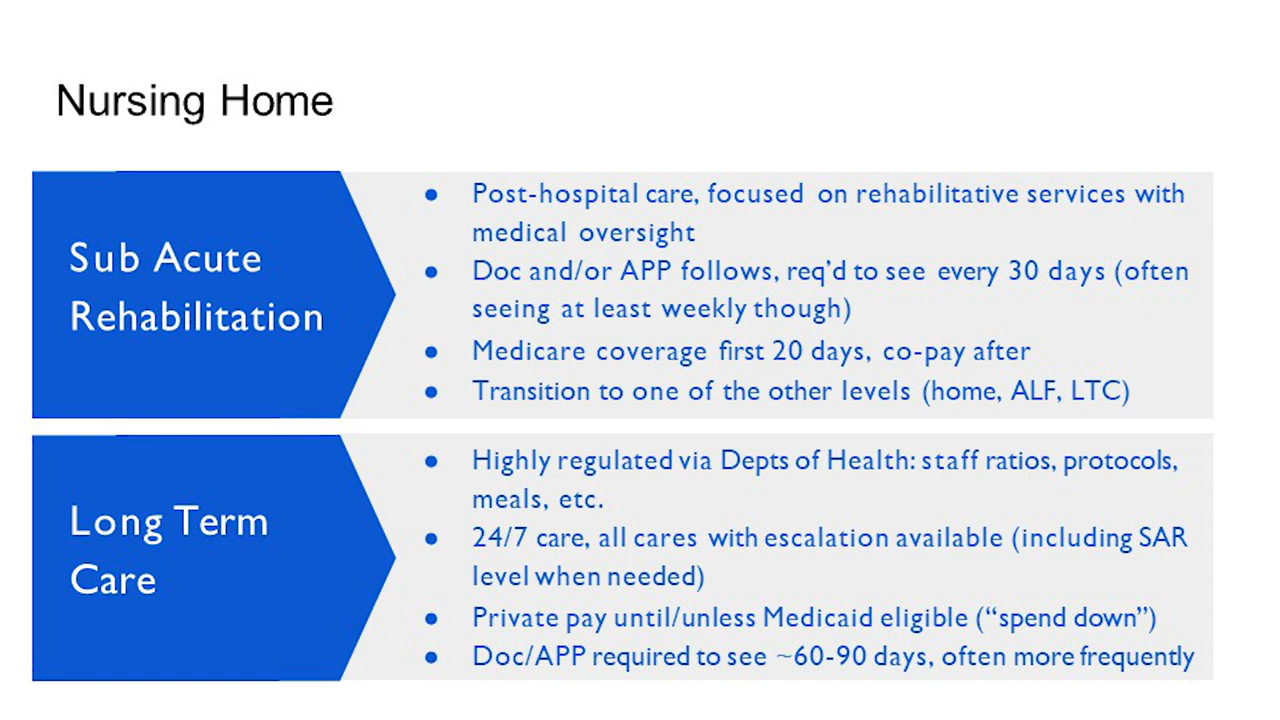 Nursing Home
Sub Acute
Rehabilitation
● Post-hospital care, focused on rehabilitative services with
medical oversight
● Doc and/or APP follows, req’d to see every 30 days (often
seeing at least weekly though)
● Medicare coverage first 20 days, co-pay after
● Transition to one of the other levels (home, ALF, LTC)
Long Term
Care
● Highly regulated via Depts of Health: staff ratios, protocols,
meals, etc.
● 24/7 care, all cares with escalation available (including SAR
level when needed)
● Private pay until/unless Medicaid eligible (“spend down”)
● Doc/APP required to see ~60-90 days, often more frequently